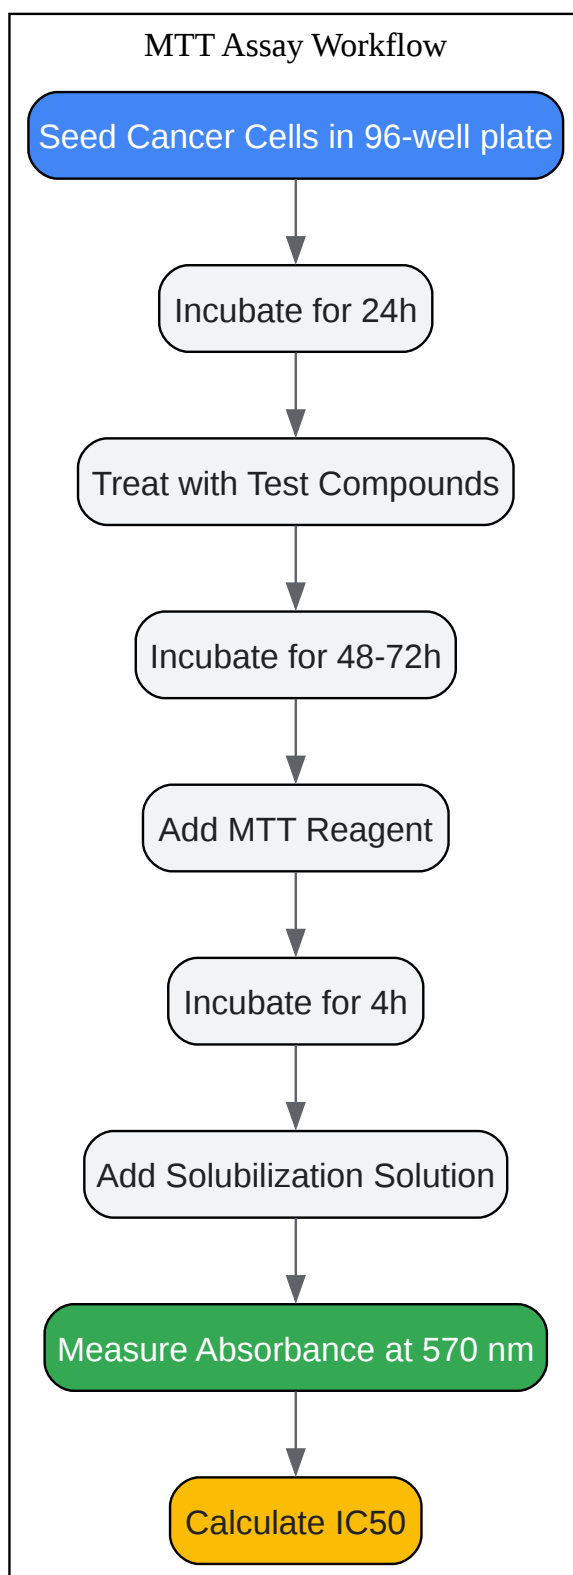 MTT Assay Workflow
Seed Cancer Cells in 96-well plate
Incubate for 24h
Treat with Test Compounds
Incubate for 48-72h
Add MTT Reagent
Incubate for 4h
Add Solubilization Solution
Measure Absorbance at 570 nm
Calculate IC50